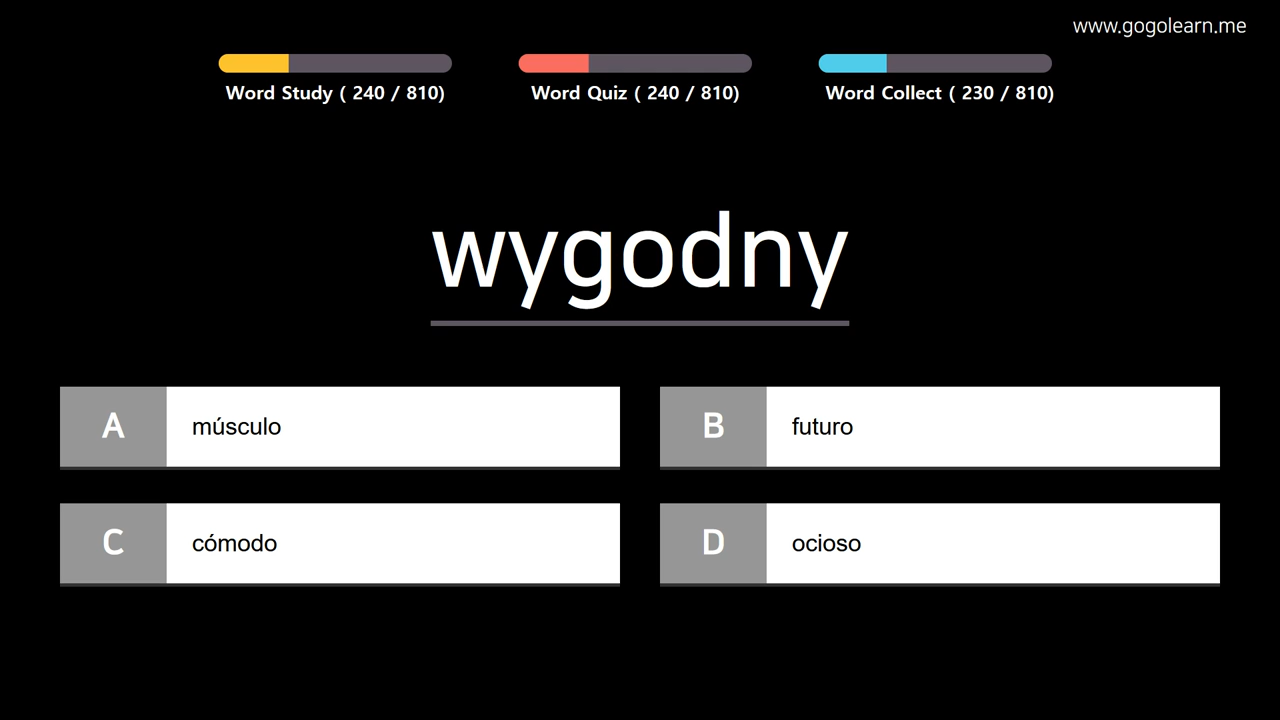 www.gogolearn.me
Word Study ( 240 / 810)
Word Quiz ( 240 / 810)
Word Collect ( 230 / 810)
wygodny
A músculo
B futuro
C cómodo
D ocioso